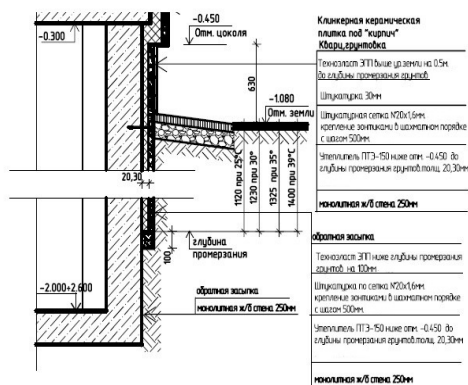 -0.450
Отм. цоколя
-0.300
630
-1.080
Отм. земли
20,30
1120 при 25°С
1230 при 30°
1325 при 35°
1400 при 39°С
глубина
промерзания
100
-2.000÷2.600
обратная засыпка
монолитная ж/б стена 250мм
Клинкерная керамическая
плитка под "кирпич"
Кварц.грунтовка
Техноэласт ЭПП выше ур.земли на 0.5м.
до глубины промерзания грунтов.
Штукатурка 30мм
Штукатурная сетка N20x1,6мм.
крепление зонтиками в шахматном порядке
с шагом 500мм.
Утеплитель ПТЭ-150 ниже отм. -0.450 до
глубины промерзания грунтов.толщ. 20,30мм
монолитная ж/б стена 250мм
обратная засыпка
Техноэласт ЭПП ниже глубины промерзания
грунтов на 100мм.
Штукатурка по сетка N20x1,6мм.
крепление зонтиками в шахматном порядке
с шагом 500мм.
Утеплитель ПТЭ-150 ниже отм. -0.450 до
глубины промерзания грунтов.толщ. 20,30мм
монолитная ж/б стена 250мм